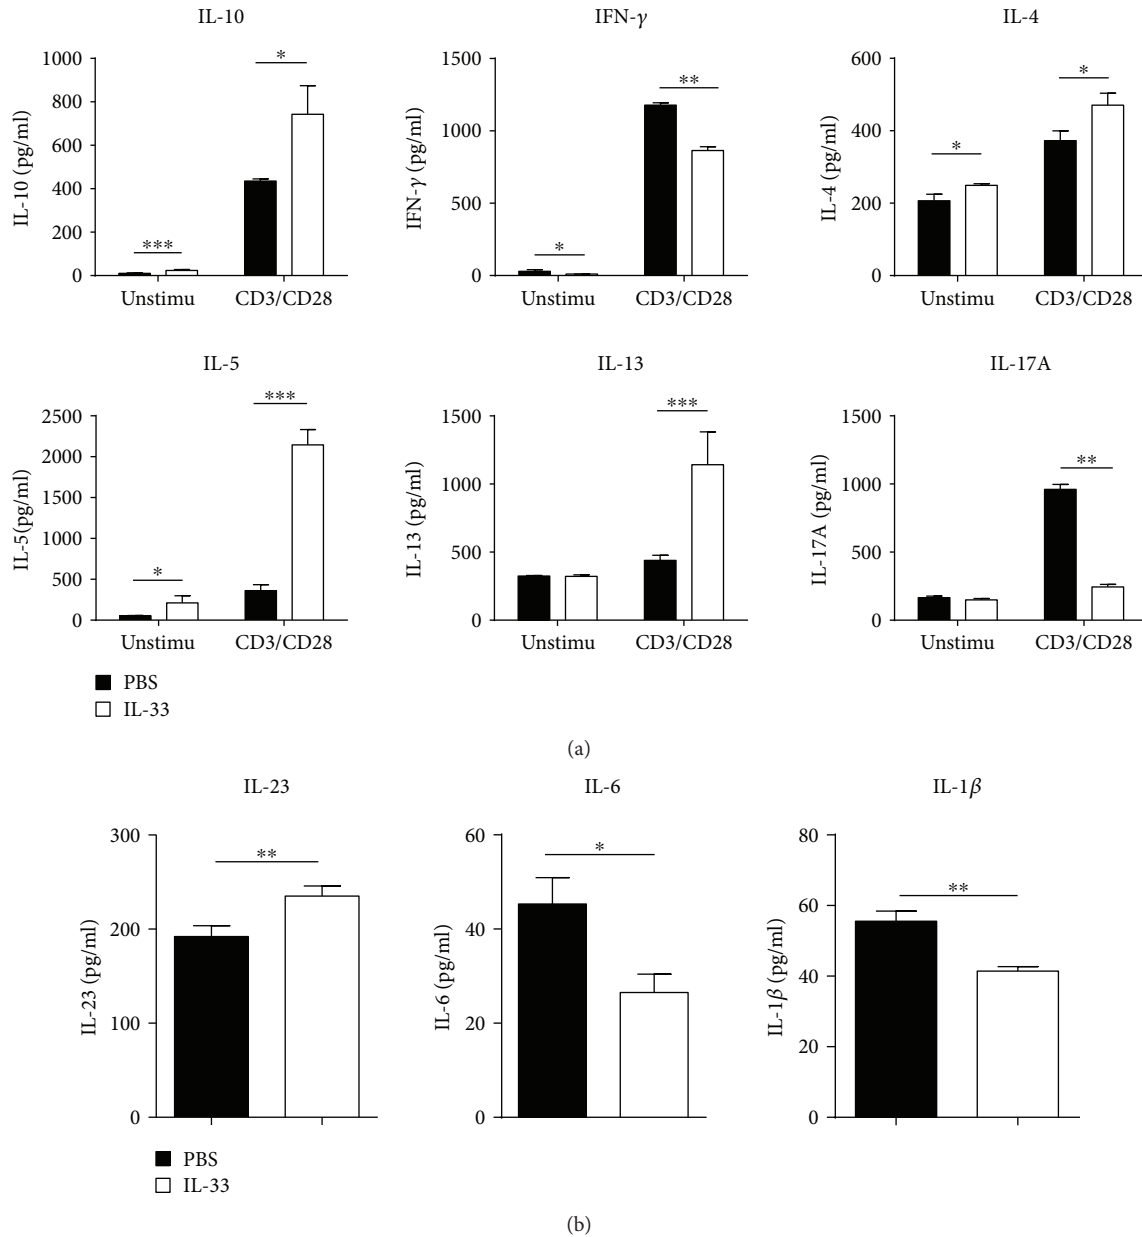 IL-10
IL-10 (pg/ml)
1000
800
600
400
200
0
*
***
Unstimu
CD3/CD28
IFN-γ
IFN-γ (pg/ml)
1500
1000
500
0
**
*
Unstimu
CD3/CD28
IL-4
IL-4 (pg/ml)
600
400
200
0
*
*
Unstimu
CD3/CD28
IL-5
IL-5(pg/ml)
2500
2000
1500
1000
500
0
***
*
Unstimu
CD3/CD28
IL-13
IL-13 (pg/ml)
1500
1000
500
0
***
Unstimu
CD3/CD28
IL-17A
IL-17A (pg/ml)
1500
1000
500
0
**
Unstimu
CD3/CD28
PBS
IL-33
(a)
IL-23
IL-23 (pg/ml)
300
200
100
0
**
IL-6
IL-6 (pg/ml)
60
40
20
0
*
IL-1β
IL-1β (pg/ml)
80
60
40
20
0
**
PBS
IL-33
(b)